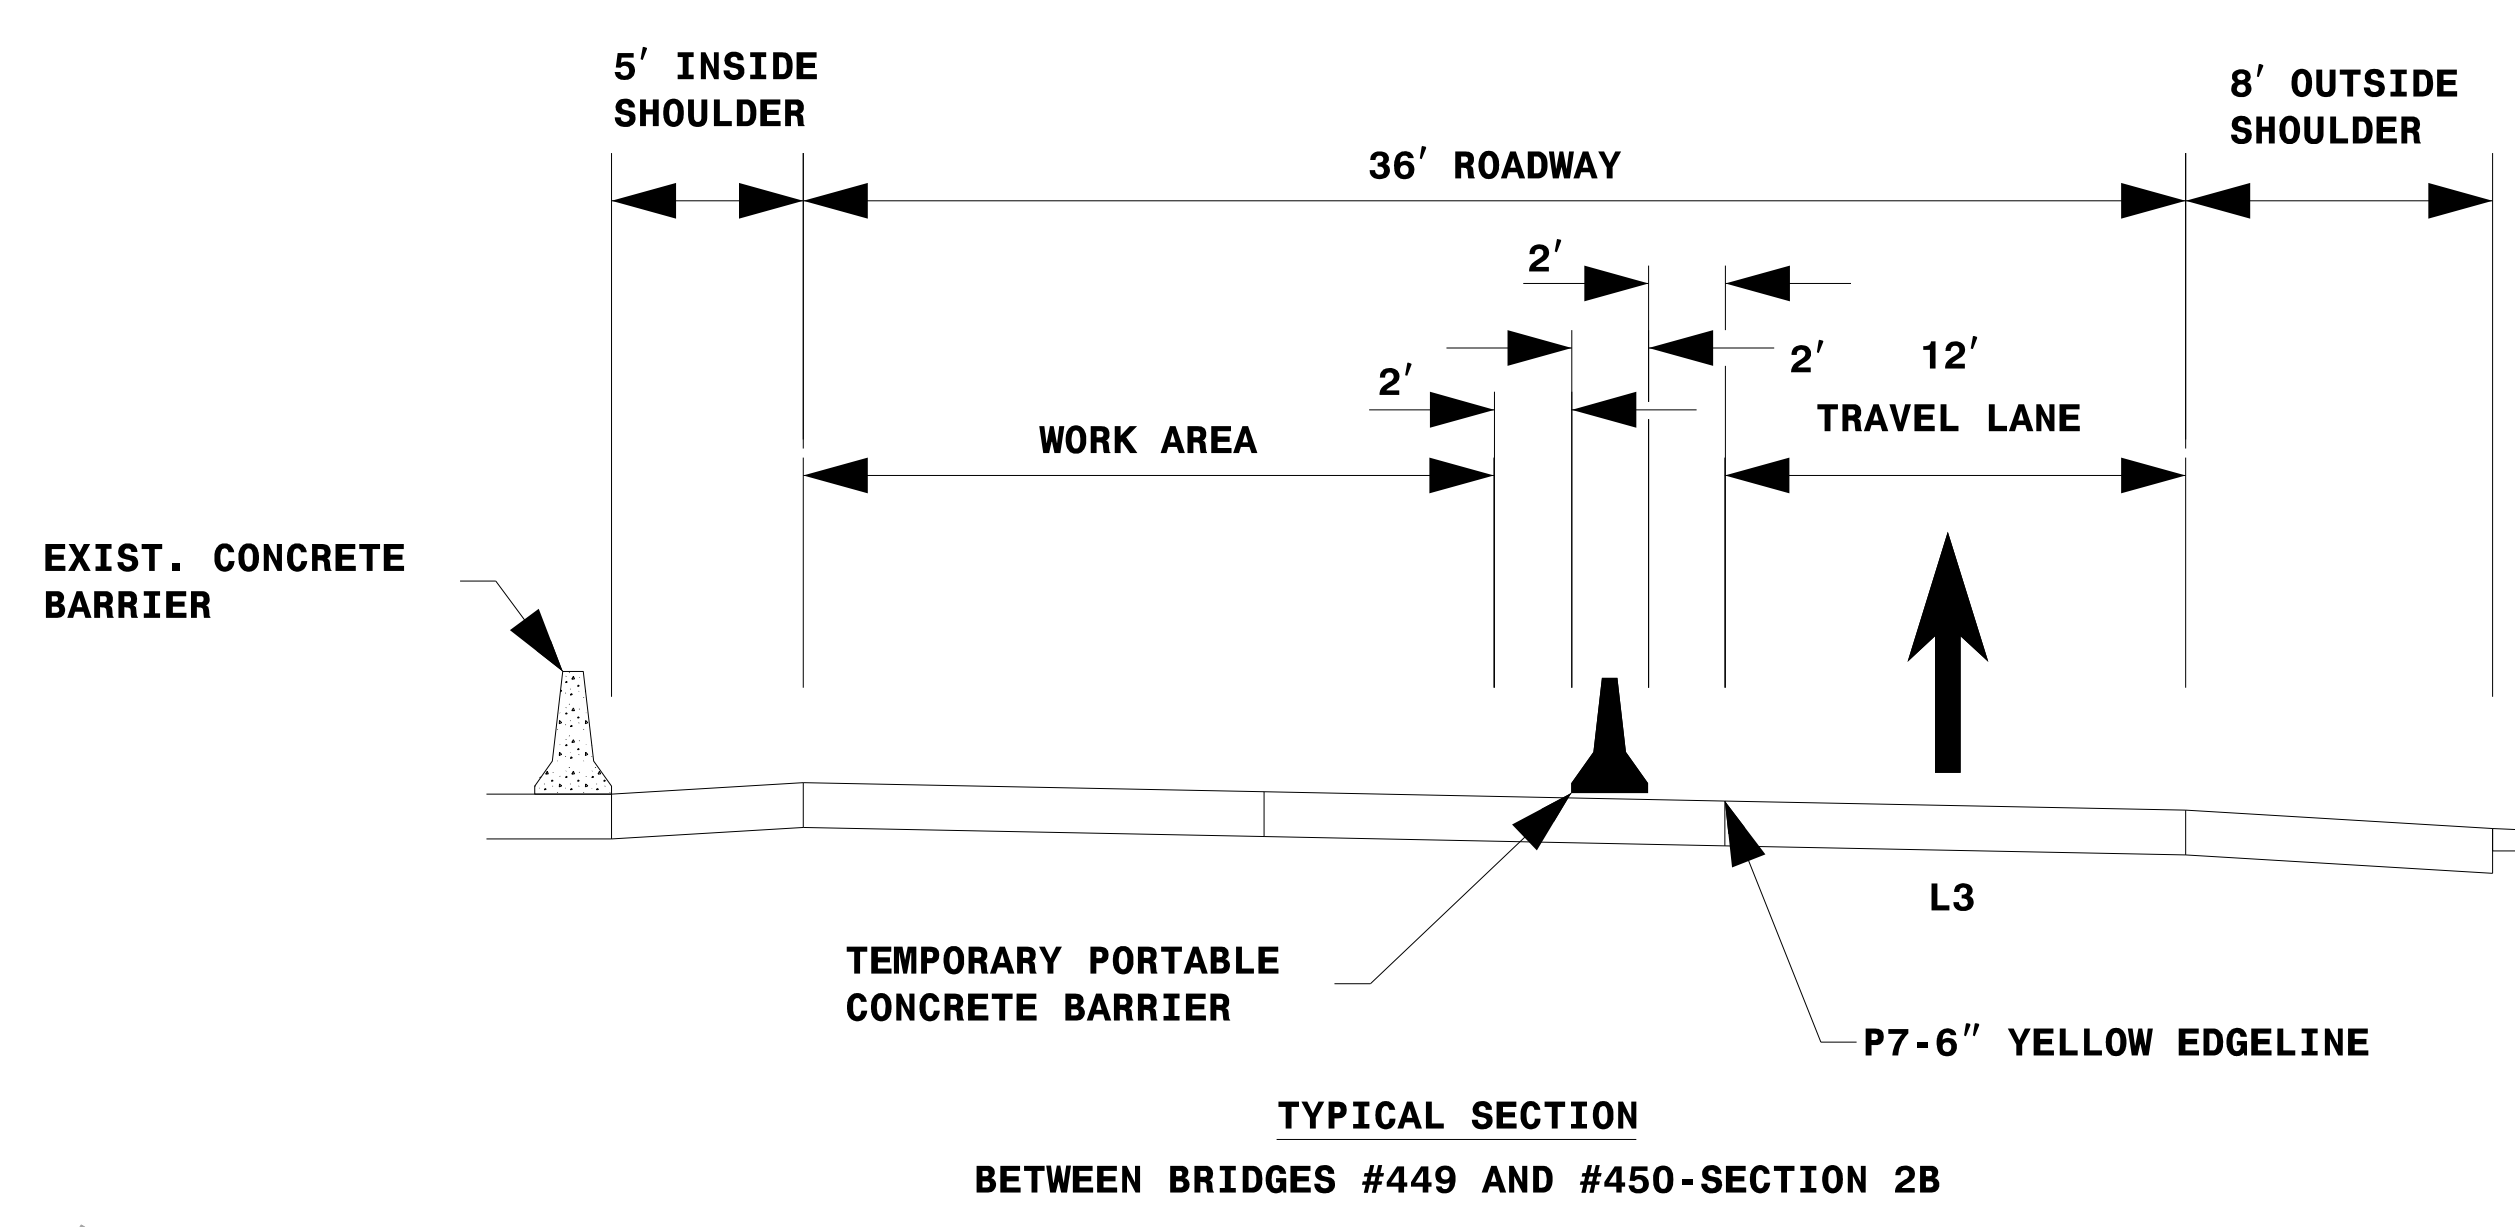 5' INSIDE
SHOULDER
8' OUTSIDE
SHOULDER
36' ROADWAY
2'
2'
12'
2'
TRAVEL LANE
WORK AREA
EXIST. CONCRETE
BARRIER
L3
TEMPORARY PORTABLE
CONCRETE BARRIER
P7-6" YELLOW EDGELINE
TYPICAL SECTION
BETWEEN BRIDGES #449 AND #450-SECTION 2B